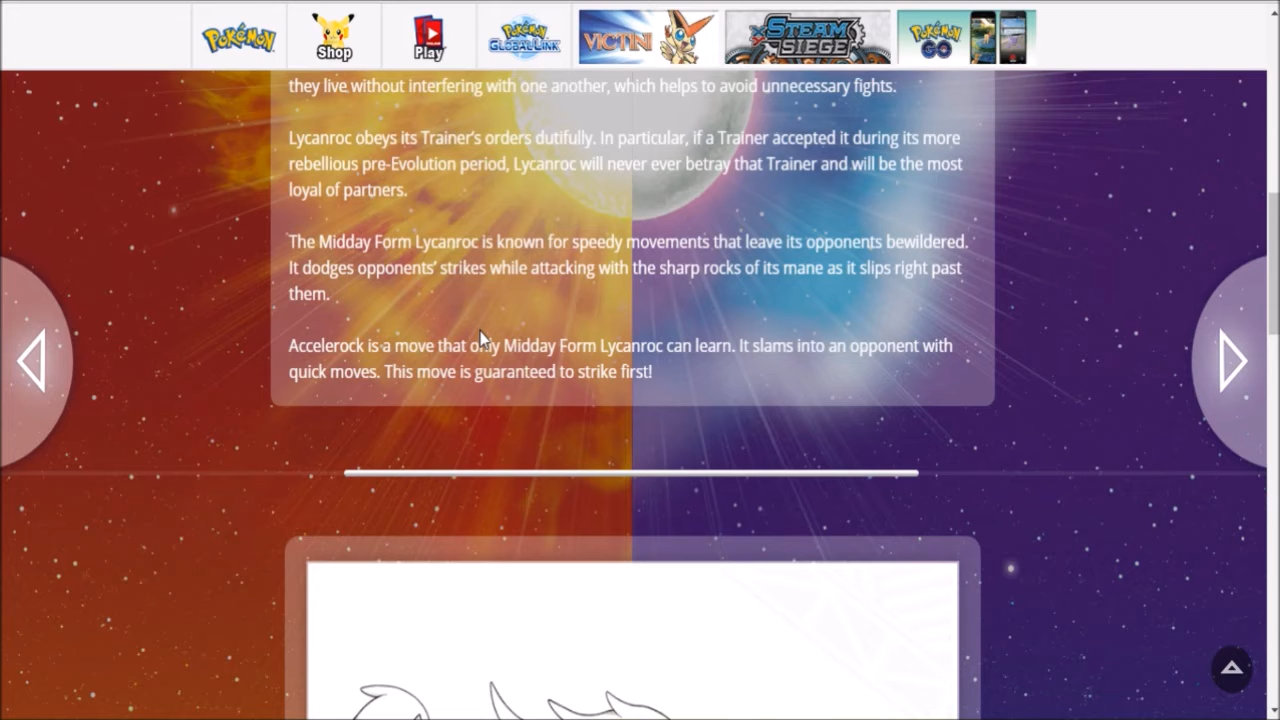 Pokémon
Shop
Play
Pokémon
Global Link
VICTINI
STEAM
SIEGE
Pokémon
GO
they live without interfering with one another, which helps to avoid unnecessary fights.
Lycanroc obeys its Trainer’s orders dutifully. In particular, if a Trainer accepted it during its more
rebellious pre-Evolution period, Lycanroc will never ever betray that Trainer and will be the most
loyal of partners.
The Midday Form Lycanroc is known for speedy movements that leave its opponents bewildered.
It dodges opponents’ strikes while attacking with the sharp rocks of its mane as it slips right past
them.
Accelerock is a move that only Midday Form Lycanroc can learn. It slams into an opponent with
quick moves. This move is guaranteed to strike first!